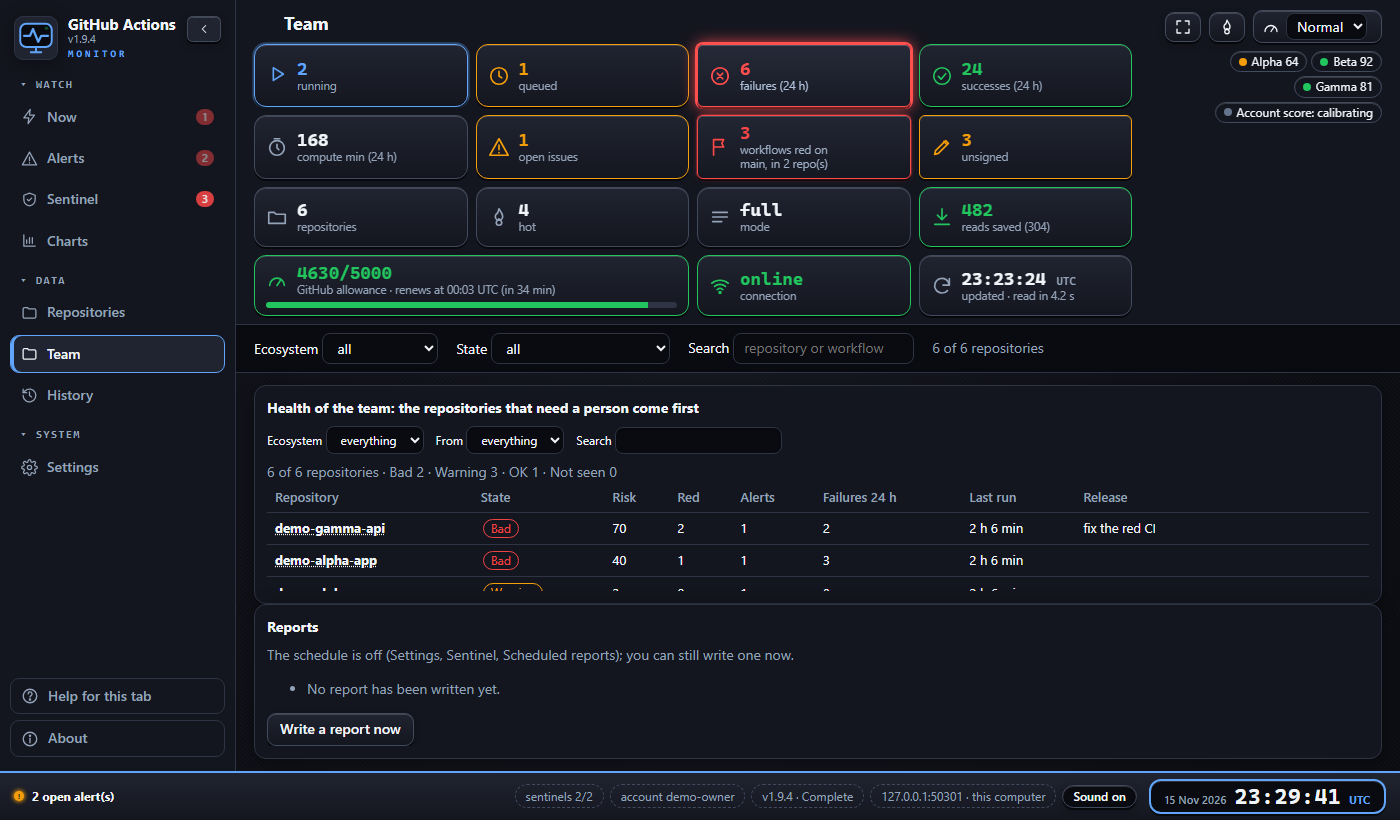 GitHub Actions
v1.9.4
MONITOR
WATCH
Now 1
Alerts 2
Sentinel 3
Charts
DATA
Repositories
Team
History
SYSTEM
Settings
Help for this tab
About
Team
Normal
Alpha 64
Beta 92
Gamma 81
Account score: calibrating
2
running
1
queued
6
failures (24 h)
24
successes (24 h)
168
compute min (24 h)
1
open issues
3
workflows red on
main, in 2 repo(s)
3
unsigned
6
repositories
4
hot
full
mode
482
reads saved (304)
4630/5000
GitHub allowance · renews at 00:03 UTC (in 34 min)
online
connection
23:23:24 UTC
updated · read in 4.2 s
Ecosystem all State all Search repository or workflow 6 of 6 repositories
Health of the team: the repositories that need a person come first
Ecosystem everything From everything Search
6 of 6 repositories · Bad 2 · Warning 3 · OK 1 · Not seen 0
Repository State Risk Red Alerts Failures 24 h Last run Release
demo-gamma-api Bad 70 2 1 2 2 h 6 min fix the red CI
demo-alpha-app Bad 40 1 1 3 2 h 6 min
Reports
The schedule is off (Settings, Sentinel, Scheduled reports); you can still write one now.
No report has been written yet.
Write a report now
2 open alert(s)
sentinels 2/2
account demo-owner
v1.9.4 · Complete
127.0.0.1:50301 · this computer
Sound on
15 Nov 2026 23:29:41 UTC